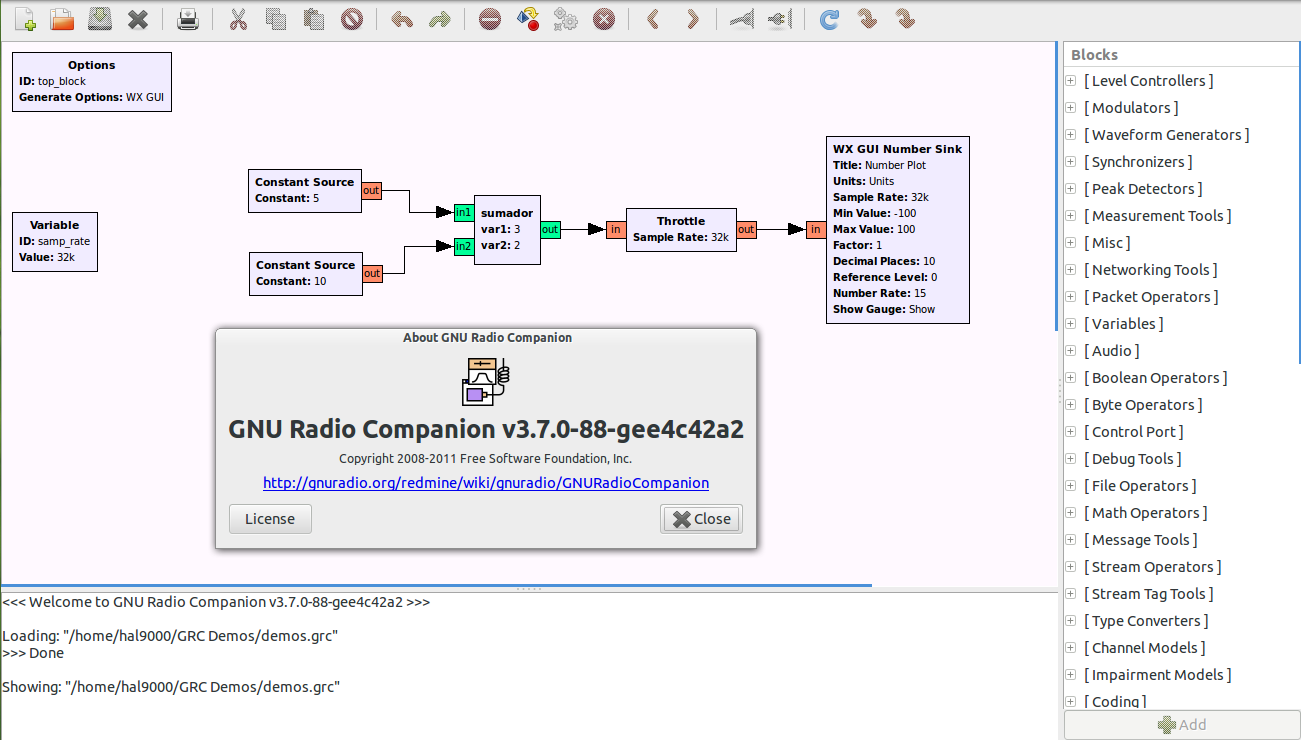 Options
ID: top_block
Generate Options: WX GUI
Variable
ID: samp_rate
Value: 32k
Constant Source
Constant: 5
out
Constant Source
Constant: 10
out
in1
in2
sumador
var1: 3
var2: 2
out
in
Throttle
Sample Rate: 32k
out
in
WX GUI Number Sink
Title: Number Plot
Units: Units
Sample Rate: 32k
Min Value: -100
Max Value: 100
Factor: 1
Decimal Places: 10
Reference Level: 0
Number Rate: 15
Show Gauge: Show
About GNU Radio Companion
GNU Radio Companion v3.7.0-88-gee4c42a2
Copyright 2008-2011 Free Software Foundation, Inc.
http://gnuradio.org/redmine/wiki/gnuradio/GNURadioCompanion
License
Close
<<< Welcome to GNU Radio Companion v3.7.0-88-gee4c42a2 >>>
Loading: "/home/hal9000/GRC Demos/demos.grc"
>>> Done
Showing: "/home/hal9000/GRC Demos/demos.grc"
Blocks
[ Level Controllers ]
[ Modulators ]
[ Waveform Generators ]
[ Synchronizers ]
[ Peak Detectors ]
[ Measurement Tools ]
[ Misc ]
[ Networking Tools ]
[ Packet Operators ]
[ Variables ]
[ Audio ]
[ Boolean Operators ]
[ Byte Operators ]
[ Control Port ]
[ Debug Tools ]
[ File Operators ]
[ Math Operators ]
[ Message Tools ]
[ Stream Operators ]
[ Stream Tag Tools ]
[ Type Converters ]
[ Channel Models ]
[ Impairment Models ]
[ Coding ]
Add